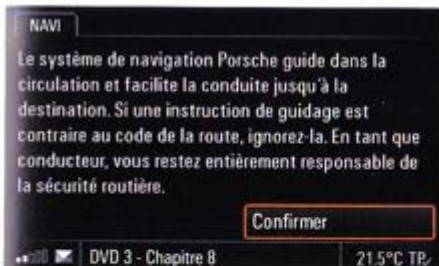 NAVI
Le système de navigation Porsche guide dans la
circulation et facilite la conduite jusqu'à la
destination. Si une instruction de guidage est
contraire au code de la route, ignorez-la. En tant que
conducteur, vous restez entièrement responsable de
la sécurité routière.
Confirmer
DVD 3 - Chapitre 8 21.5°C TP